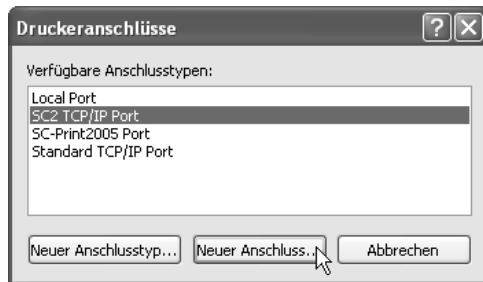 Druckeranschlüsse
Verfügbare Anschlusstypen:
Local Port
SC2 TCP/IP Port
SC-Print2005 Port
Standard TCP/IP Port
Neuer Anschlusstyp... Neuer Anschluss... Abbrechen